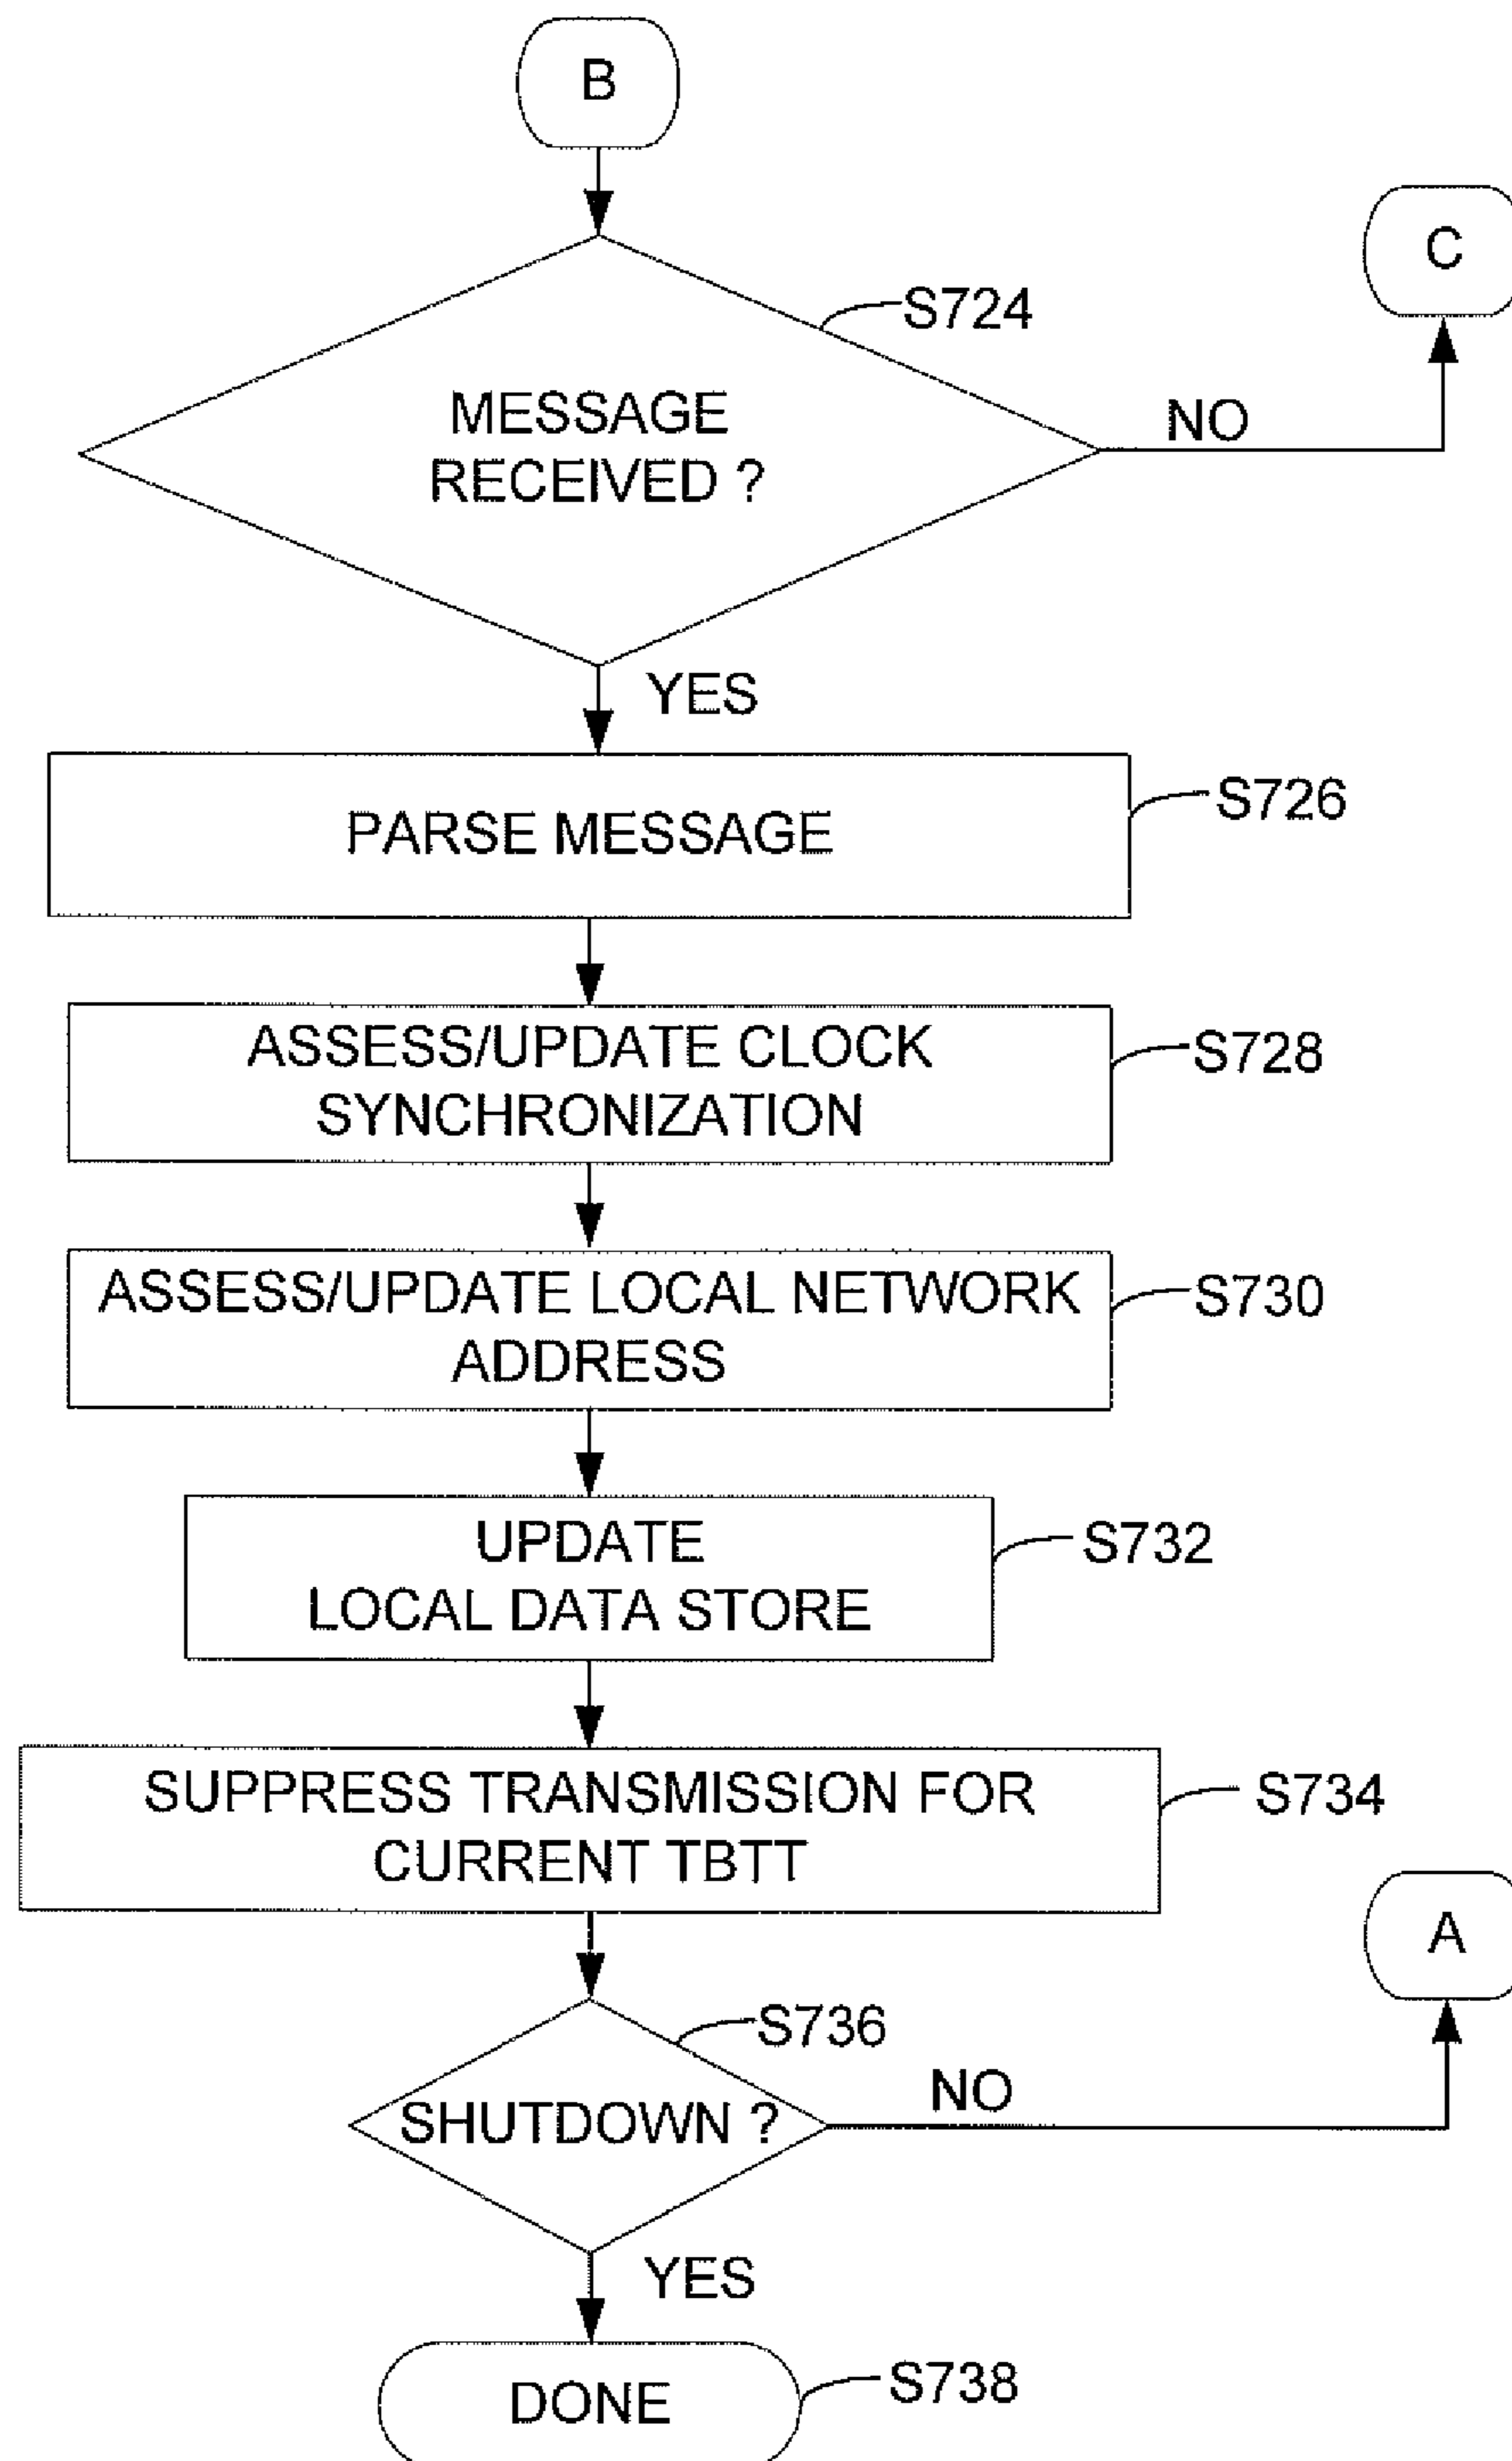 B
C
S724
MESSAGE
RECEIVED ?
NO
YES
PARSE MESSAGE
S726
ASSESS/UPDATE CLOCK
SYNCHRONIZATION
S728
ASSESS/UPDATE LOCAL NETWORK
ADDRESS
S730
UPDATE
LOCAL DATA STORE
S732
SUPPRESS TRANSMISSION FOR
CURRENT TBTT
S734
A
S736
SHUTDOWN ?
NO
YES
DONE
S738